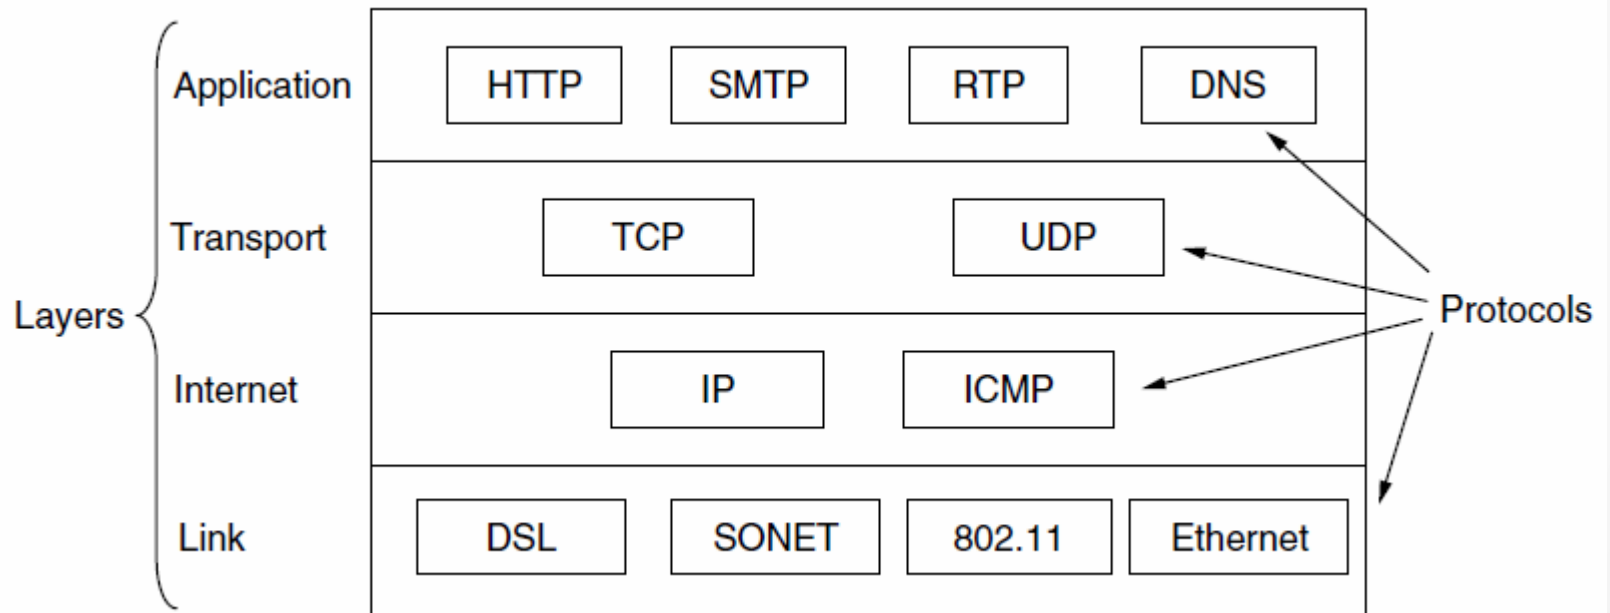 Application HTTP SMTP RTP DNS
Transport TCP UDP
Layers Protocols
Internet IP ICMP
Link DSL SONET 802.11 Ethernet